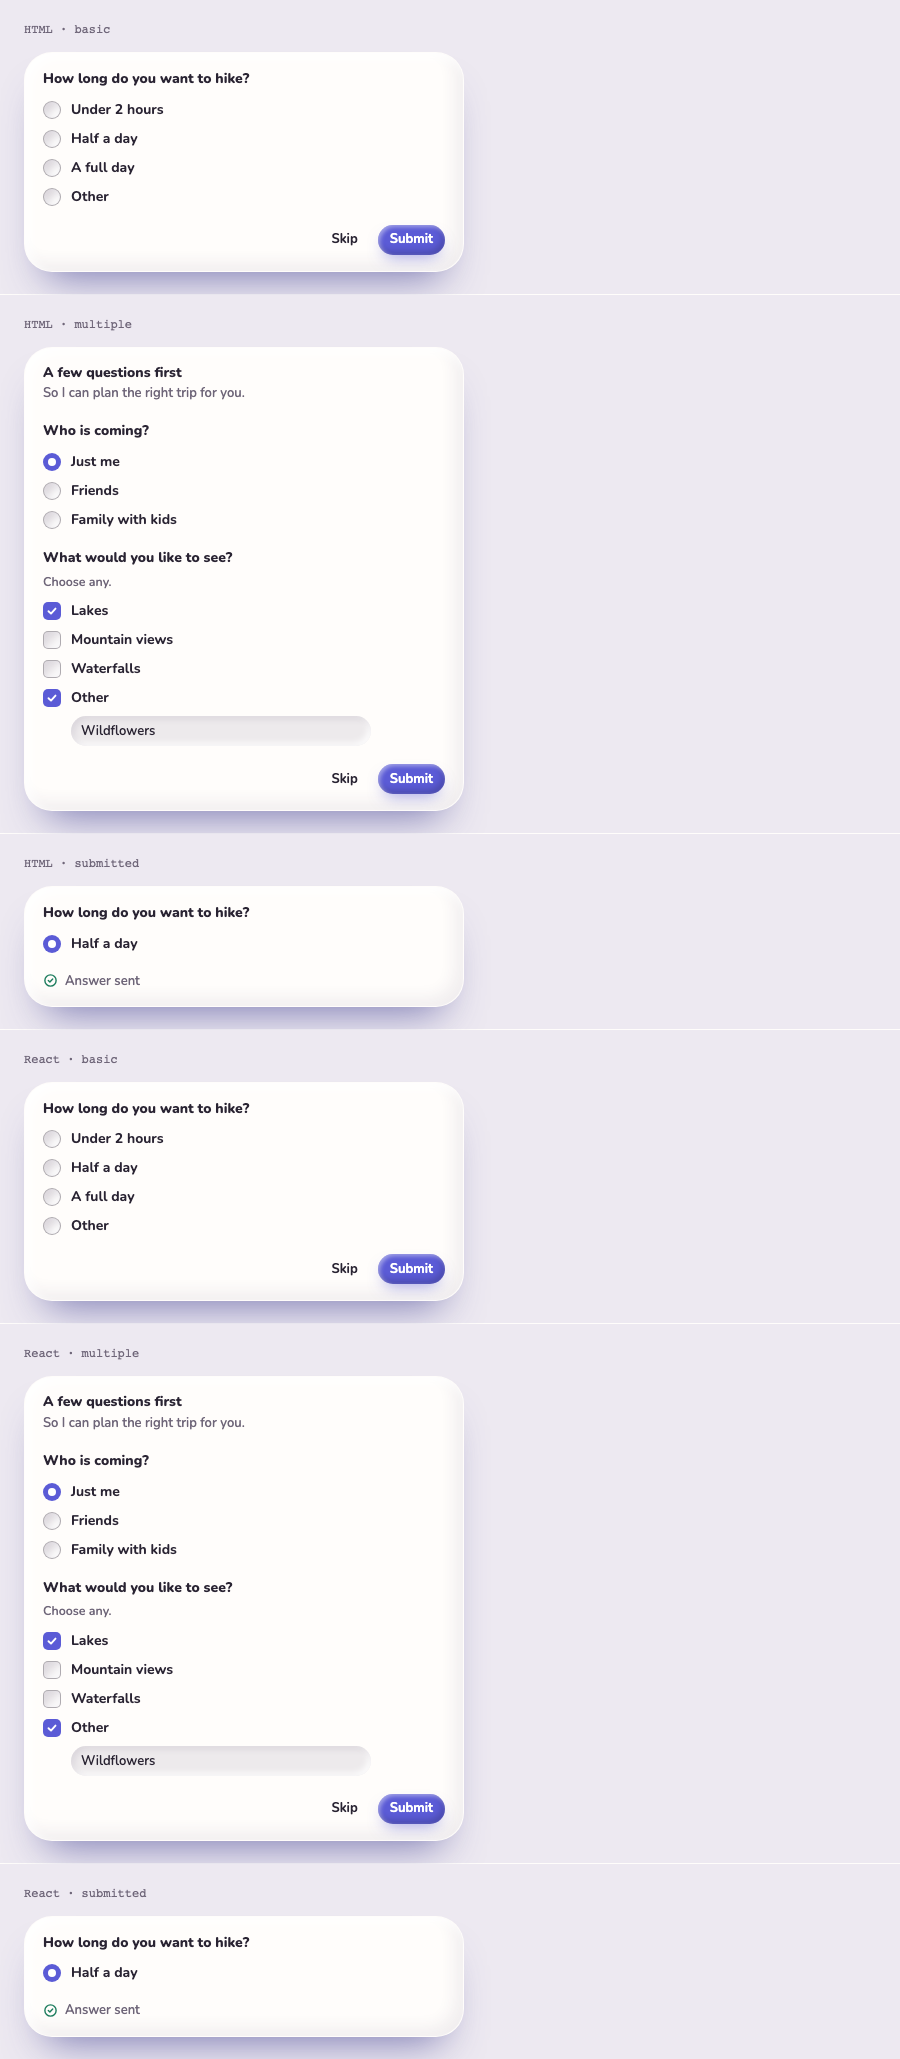 HTML · basic
How long do you want to hike?
Under 2 hours
Half a day
A full day
Other
Skip Submit
HTML · multiple
A few questions first
So I can plan the right trip for you.
Who is coming?
Just me
Friends
Family with kids
What would you like to see?
Choose any.
Lakes
Mountain views
Waterfalls
Other
Wildflowers
Skip Submit
HTML · submitted
How long do you want to hike?
Half a day
Answer sent
React · basic
How long do you want to hike?
Under 2 hours
Half a day
A full day
Other
Skip Submit
React · multiple
A few questions first
So I can plan the right trip for you.
Who is coming?
Just me
Friends
Family with kids
What would you like to see?
Choose any.
Lakes
Mountain views
Waterfalls
Other
Wildflowers
Skip Submit
React · submitted
How long do you want to hike?
Half a day
Answer sent